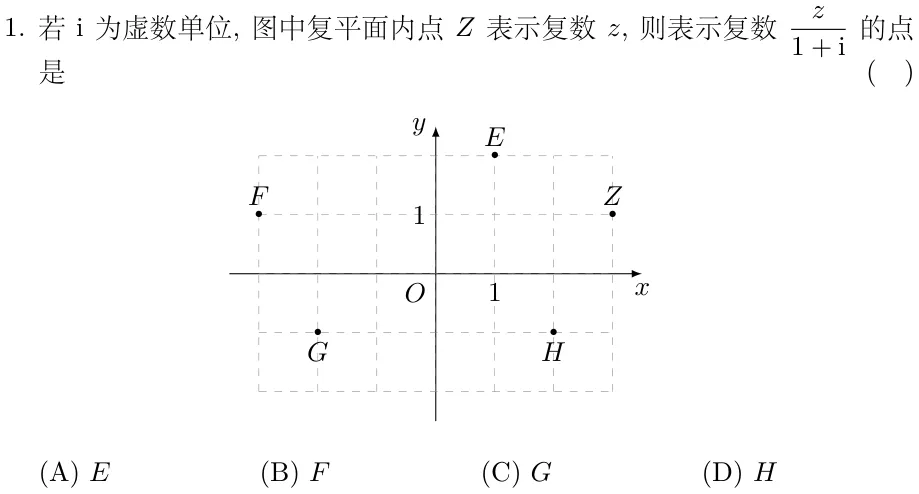 1. 若 i 为虚数单位, 图中复平面内点 Z 表示复数 z, 则表示复数 \frac{z}{1+i} 的点
是 ( )
y
E
F
1
Z
O
1
x
G
H
(A) E (B) F (C) G (D) H